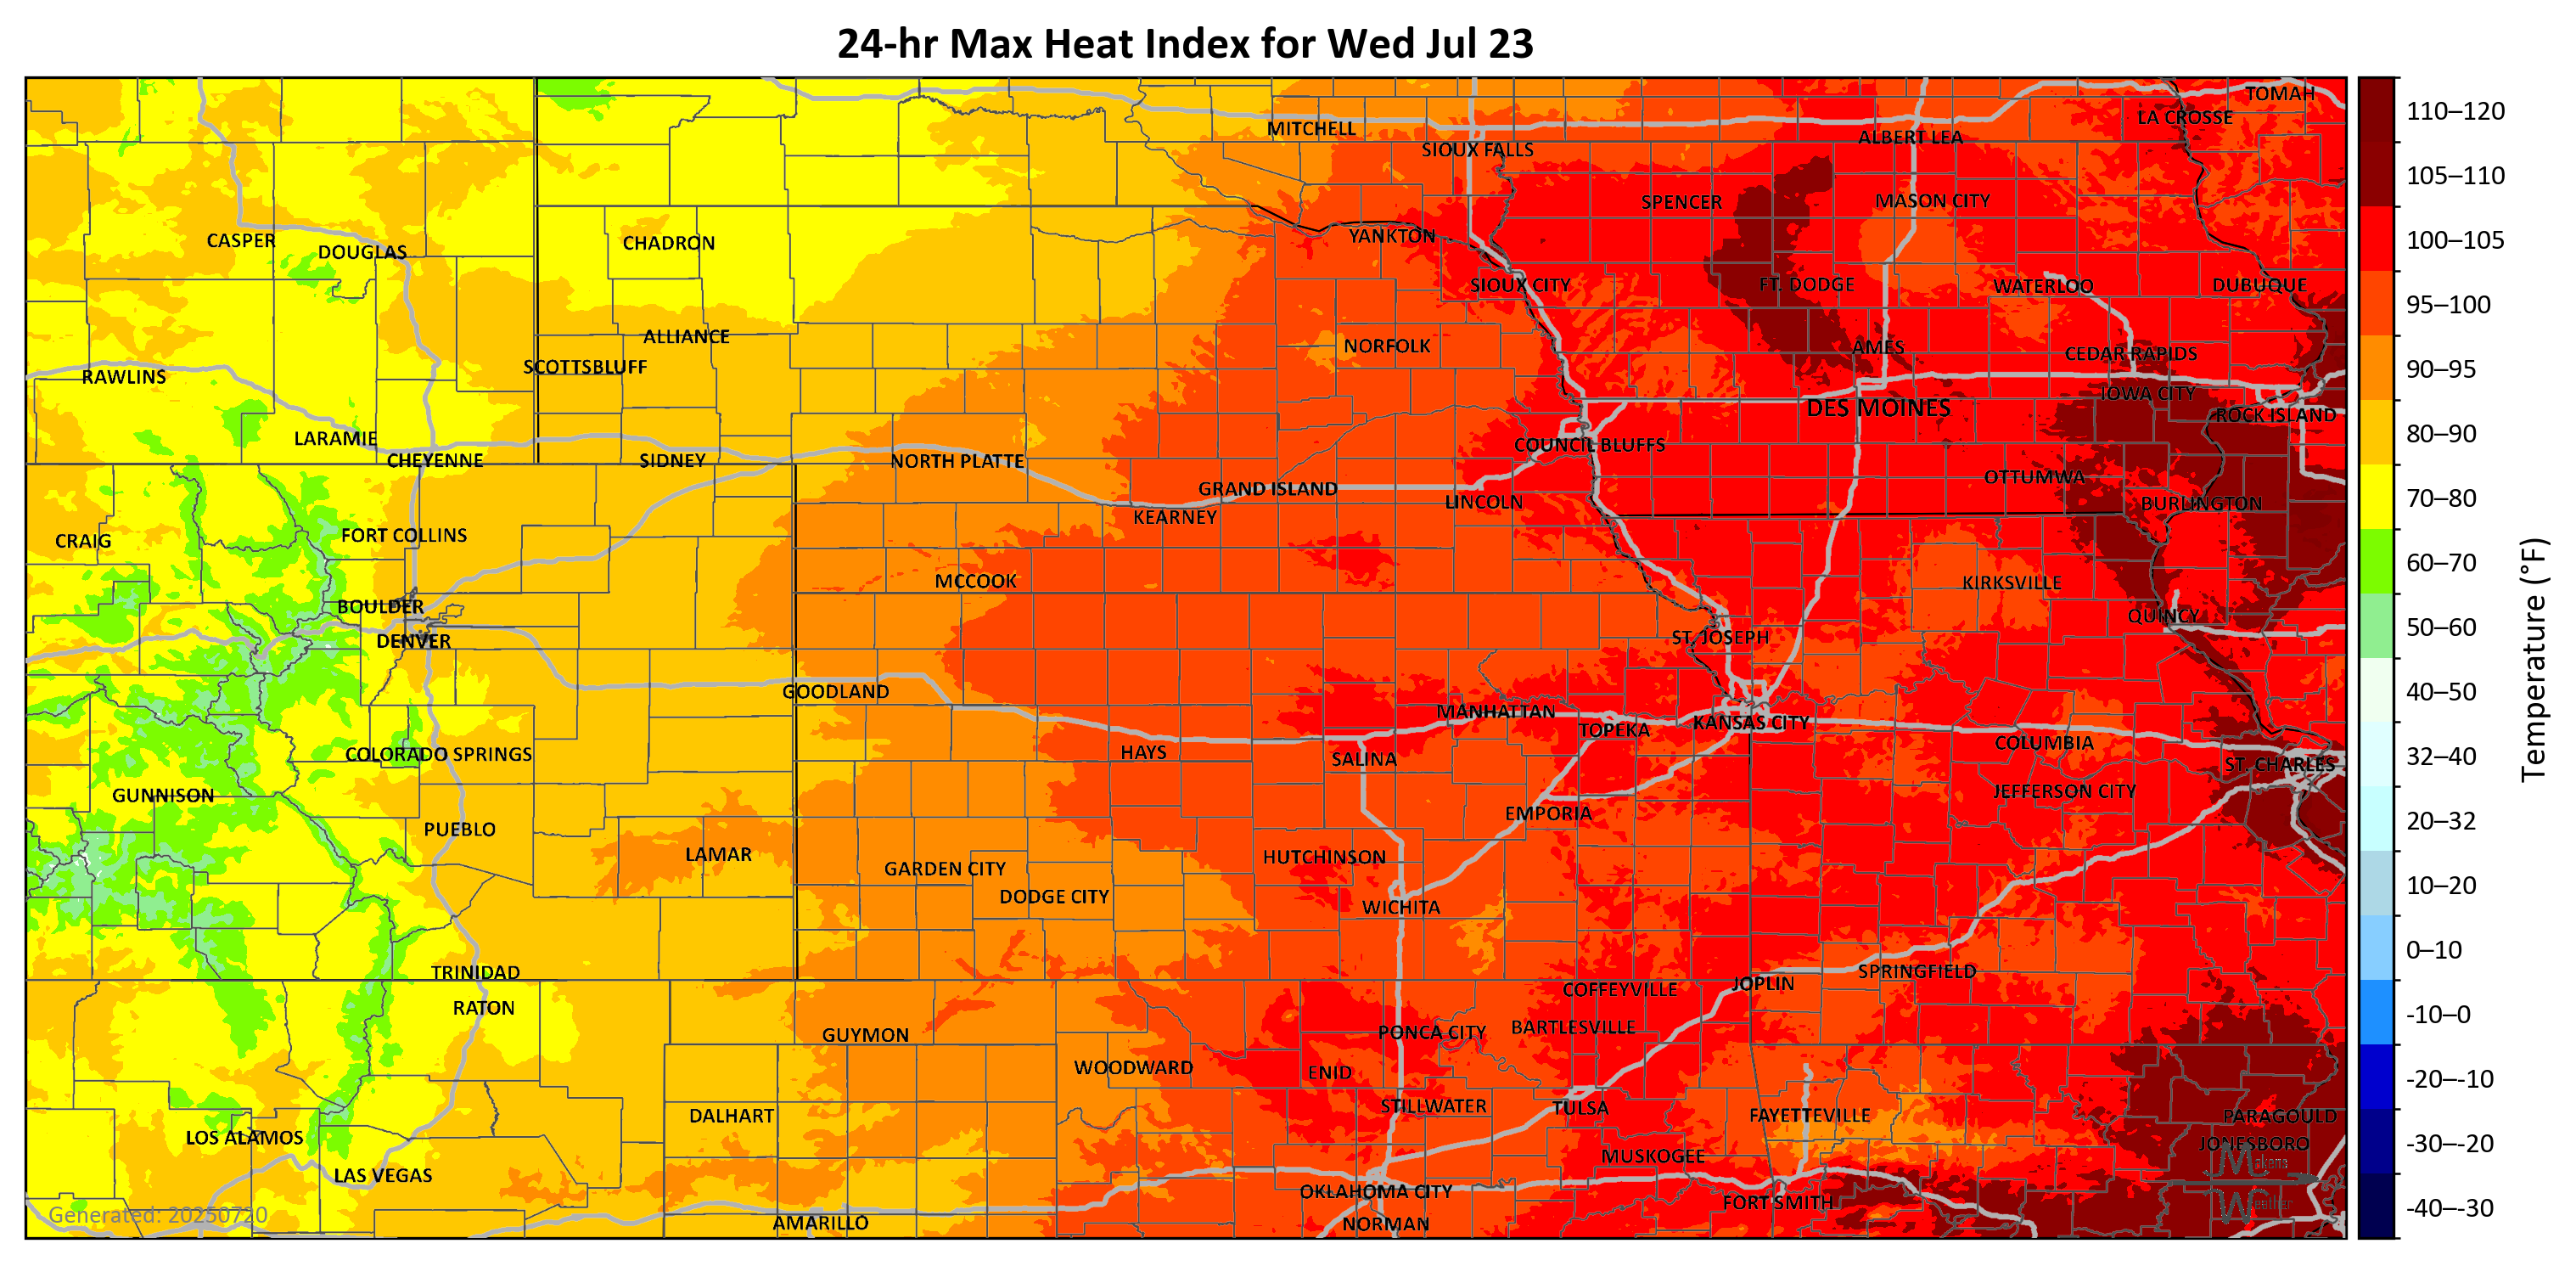 24-hr Max Heat Index for Wed Jul 23
TOMAH
LA CROSSE
MITCHELL
ALBERT LEA
SIOUX FALLS
SPENCER
MASON CITY
YANKTON
CASPER
CHADRON
DOUGLAS
SIOUX CITY
FT. DODGE
WATERLOO
DUBUQUE
ALLIANCE
NORFOLK
AMES
CEDAR RAPIDS
SCOTTSBLUFF
RAWLINS
IOWA CITY
DES MOINES
ROCK ISLAND
LARAMIE
COUNCIL BLUFFS
CHEYENNE
SIDNEY
NORTH PLATTE
OTTUMWA
GRAND ISLAND
LINCOLN
BURLINGTON
KEARNEY
FORT COLLINS
CRAIG
MCCOOK
KIRKSVILLE
BOULDER
QUINCY
DENVER
ST. JOSEPH
GOODLAND
MANHATTAN
KANSAS CITY
TOPEKA
COLUMBIA
HAYS
COLORADO SPRINGS
SALINA
ST. CHARLES
JEFFERSON CITY
GUNNISON
EMPORIA
PUEBLO
LAMAR
HUTCHINSON
GARDEN CITY
DODGE CITY
WICHITA
TRINIDAD
SPRINGFIELD
JOPLIN
COFFEYVILLE
RATON
BARTLESVILLE
PONCA CITY
GUYMON
WOODWARD
ENID
STILLWATER
TULSA
DALHART
FAYETTEVILLE
PARAGOULD
LOS ALAMOS
JONESBORO
MUSKOGEE
Makens
LAS VEGAS
OKLAHOMA CITY
FORT SMITH
Weather
Generated: 20250720
AMARILLO
NORMAN
110–120
105–110
100–105
95–100
90–95
80–90
70–80
60–70
50–60
40–50
32–40
20–32
10–20
0–10
-10–0
-20–-10
-30–-20
-40–-30
Temperature (°F)